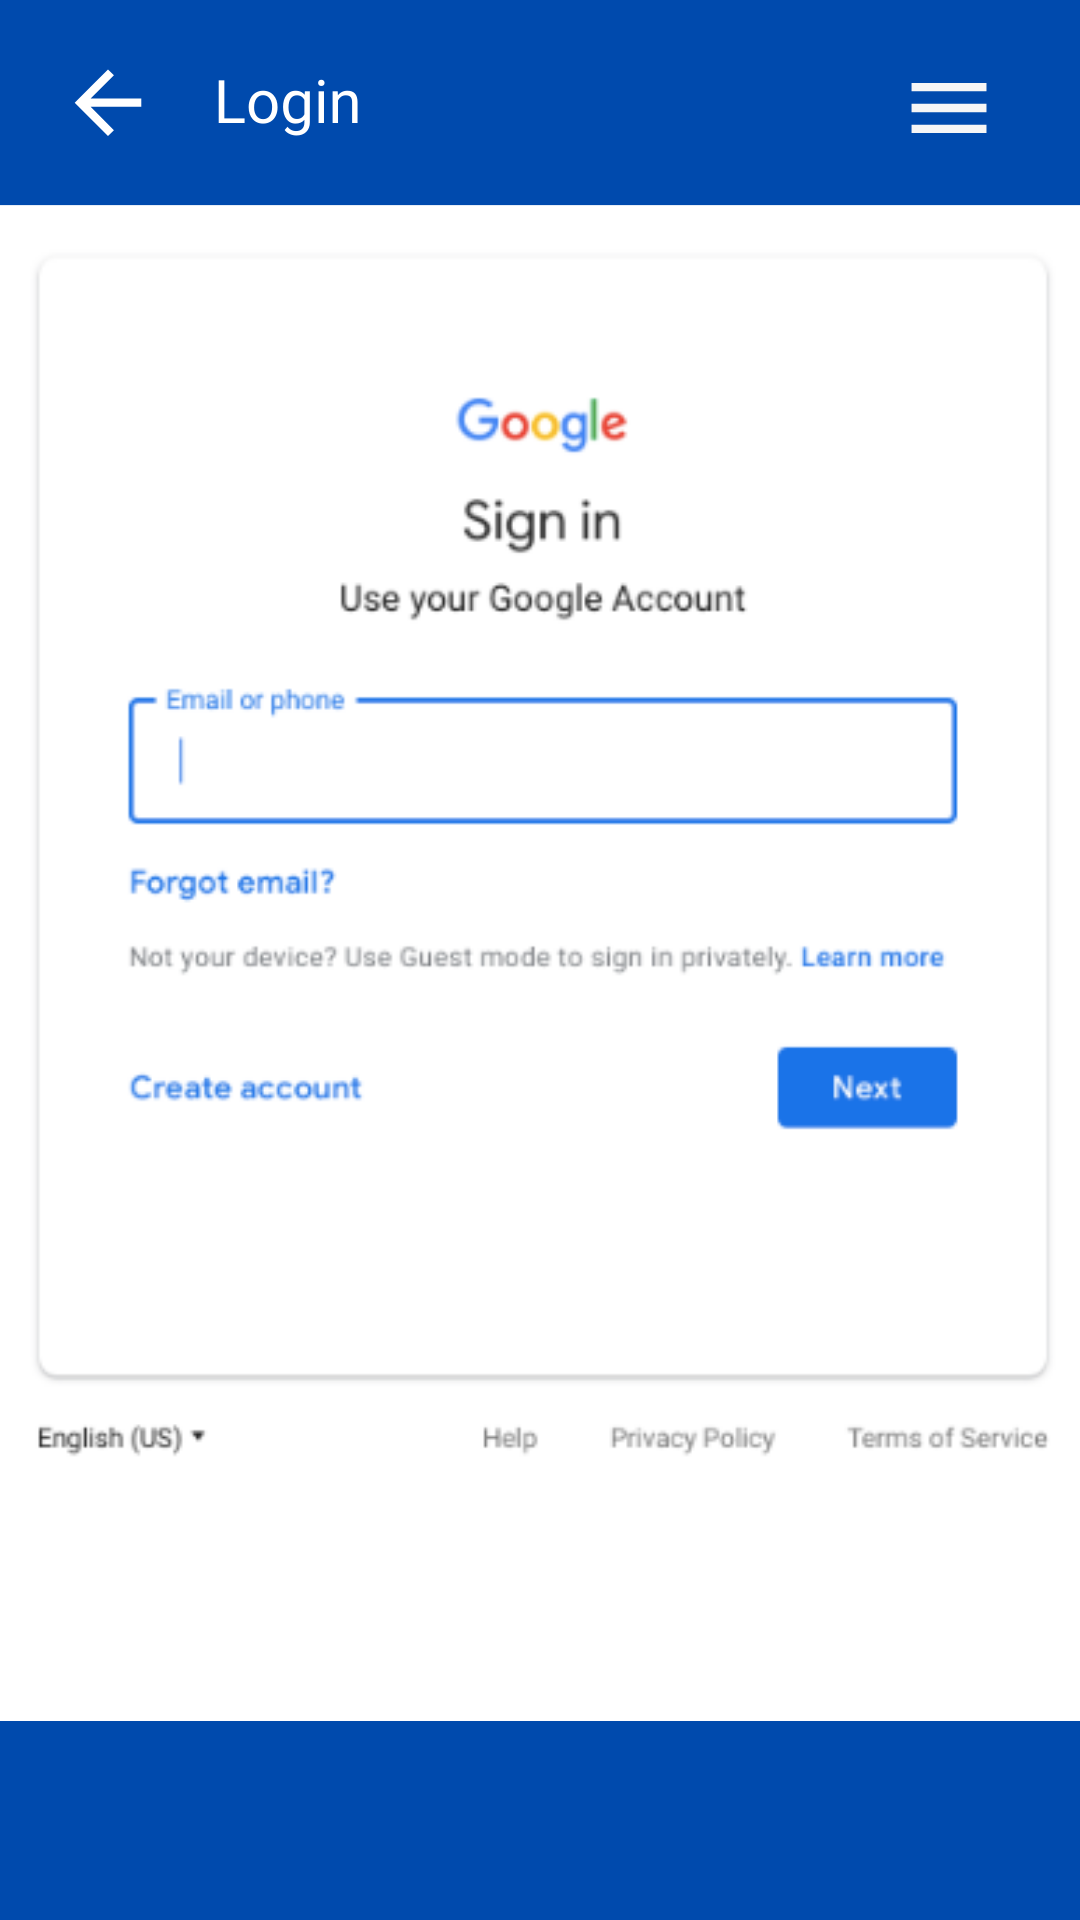 Login
Google
Sign in
Use your Google Account
Email or phone
Forgot email?
Not your device? Use Guest mode to sign in privately. Learn more
Create account
Next
English (US)
Help
Privacy Policy
Terms of Service